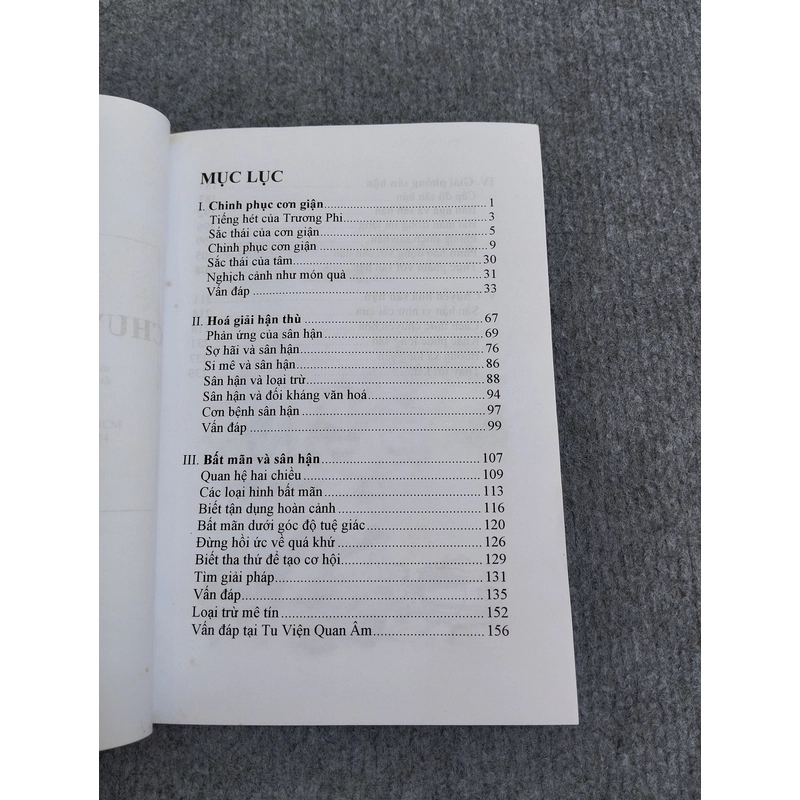 MỤC LỤC
I. Chinh phục cơn giận 1
Tiếng hét của Trương Phi 3
Sắc thái của cơn giận 5
Chinh phục cơn giận 9
Sắc thái của tâm 30
Nghịch cảnh như món quà 31
Vấn đáp 33
II. Hoá giải hận thù 67
Phản ứng của sân hận 69
Sợ hãi và sân hận 76
Si mê và sân hận 86
Sân hận và loại trừ 88
Sân hận và đối kháng văn hoá 94
Cơn bệnh sân hận 97
Vấn đáp 99
III. Bất mãn và sân hận 107
Quan hệ hai chiều 109
Các loại hình bất mãn 113
Biết tận dụng hoàn cảnh 116
Bất mãn dưới góc độ tuệ giác 120
Đừng hồi ức về quá khứ 126
Biết tha thứ để tạo cơ hội 129
Tìm giải pháp 131
Vấn đáp 135
Loại trừ mê tín 152
Vấn đáp tại Tu Viện Quan Âm 156